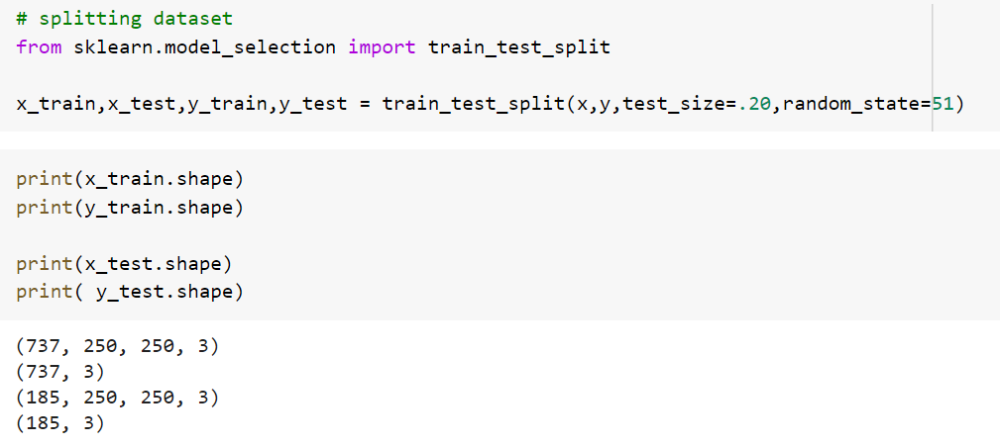 # splitting dataset
from sklearn.model_selection import train_test_split
x_train,x_test,y_train,y_test = train_test_split(x,y,test_size=.20,random_state=51)
print(x_train.shape)
print(y_train.shape)
print(x_test.shape)
print( y_test.shape)
(737, 250, 250, 3)
(737, 3)
(185, 250, 250, 3)
(185, 3)